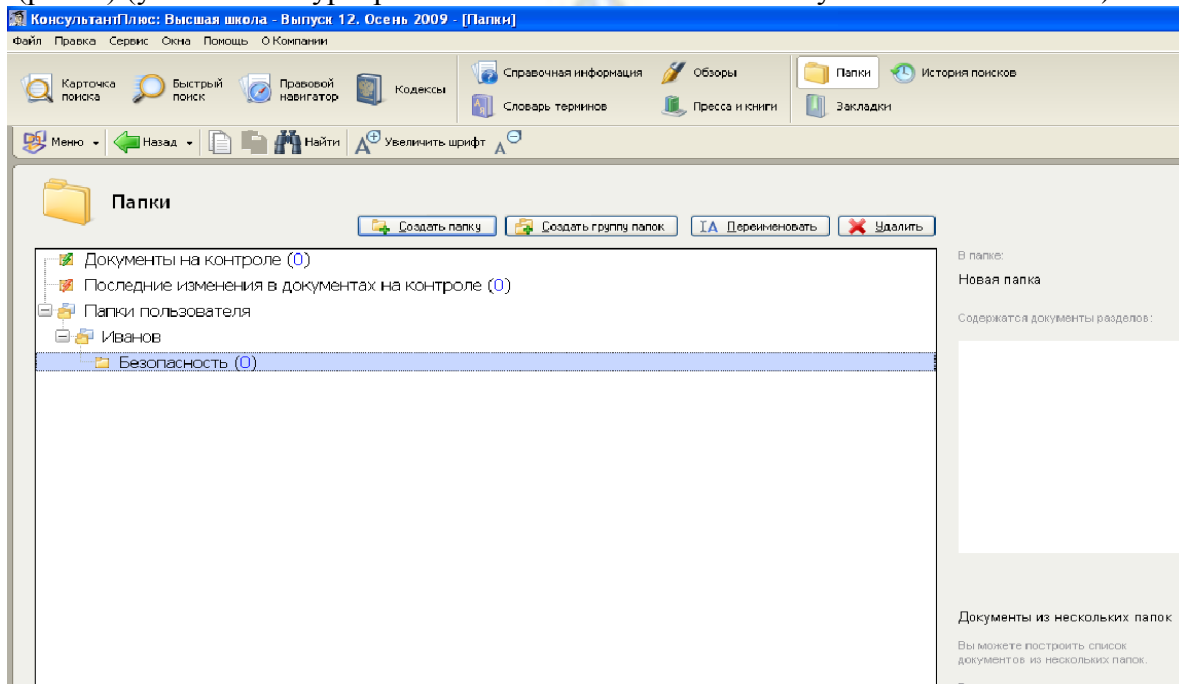 КонсультантПлюс: Высшая школа - Выпуск 12. Осень 2009 - [Папки]
Файл Правка Сервис Окна Помощь О Компании
Карточка поиска Быстрый поиск Правовой навигатор Кодексы Справочная информация Обзоры Папки История поисков
Словарь терминов Пресса и книги Закладки
Меню Назад Найти Увеличить шрифт
Папки
Создать папку Создать группу папок Переименовать Удалить
Документы на контроле (0)
Последние изменения в документах на контроле (0)
Папки пользователя
Иванов
Безопасность (0)
В папке:
Новая папка
Содержатся документы разделов:
Документы из нескольких папок
Вы можете построить список
документов из нескольких папок.